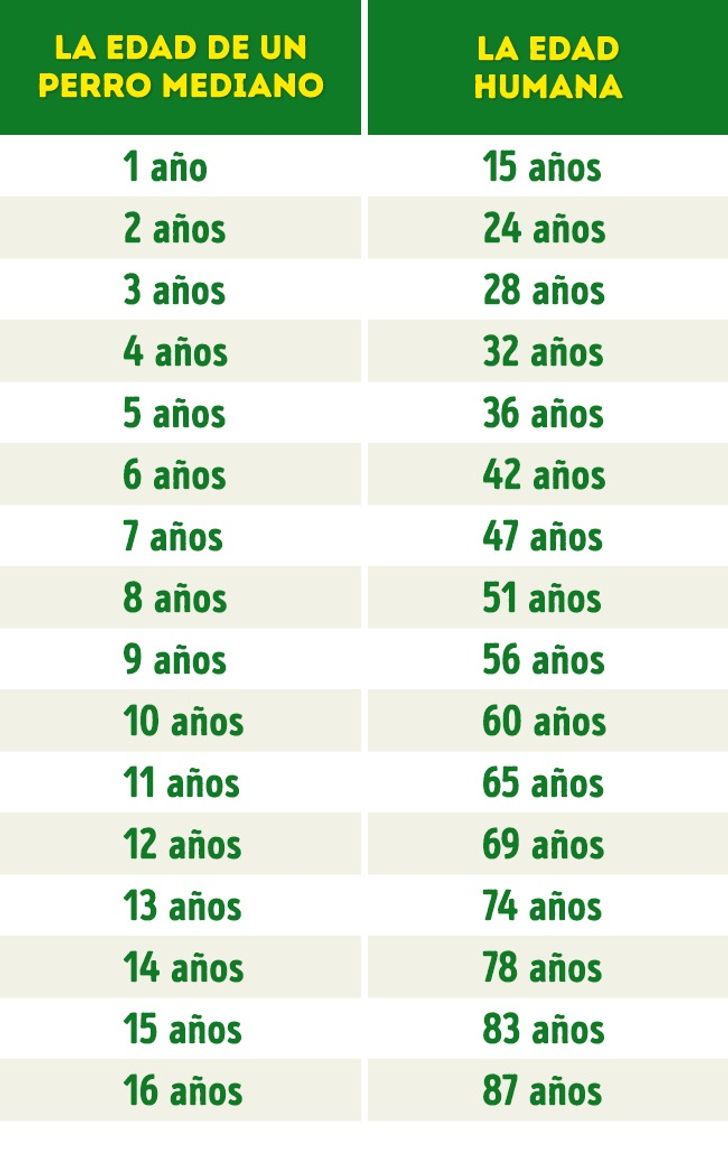 LA EDAD DE UN
PERRO MEDIANO
LA EDAD
HUMANA
1 año 15 años
2 años 24 años
3 años 28 años
4 años 32 años
5 años 36 años
6 años 42 años
7 años 47 años
8 años 51 años
9 años 56 años
10 años 60 años
11 años 65 años
12 años 69 años
13 años 74 años
14 años 78 años
15 años 83 años
16 años 87 años